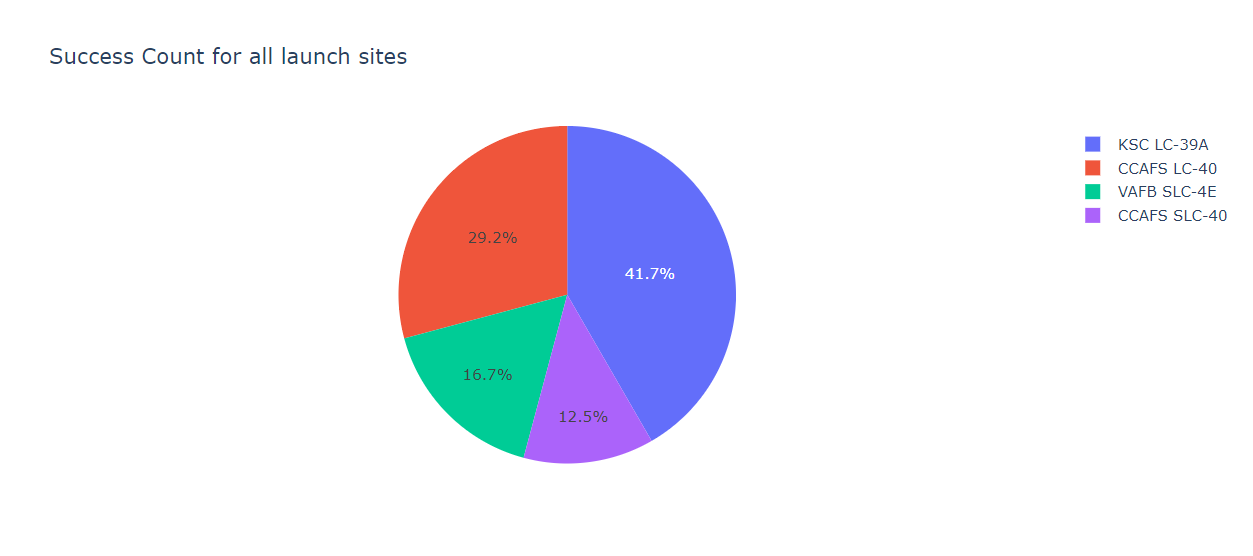 Success Count for all launch sites
KSC LC-39A
CCAFS LC-40
VAFB SLC-4E
CCAFS SLC-40
29.2%
41.7%
16.7%
12.5%